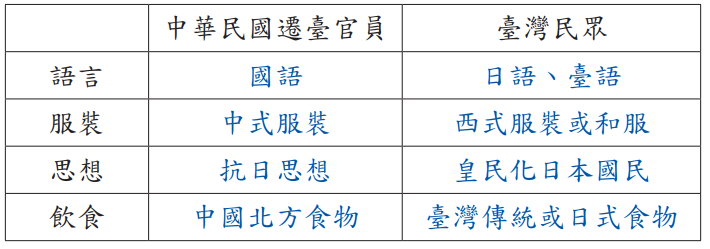 中華民國遷臺官員 臺灣民眾
語言 國語 日語、臺語
服裝 中式服裝 西式服裝或和服
思想 抗日思想 皇民化日本國民
飲食 中國北方食物 臺灣傳統或日式食物